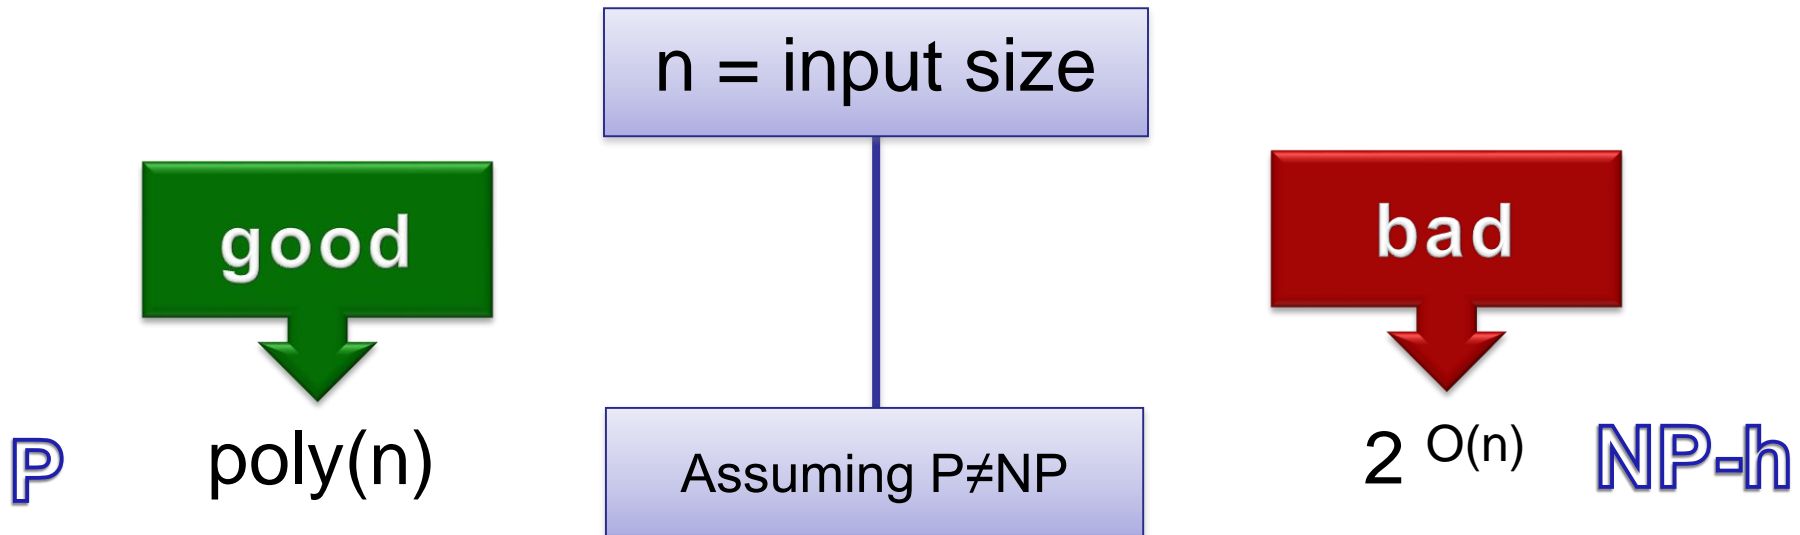 n = input size
good
bad
P
poly(n)
Assuming P≠NP
2 O(n)
NP-h